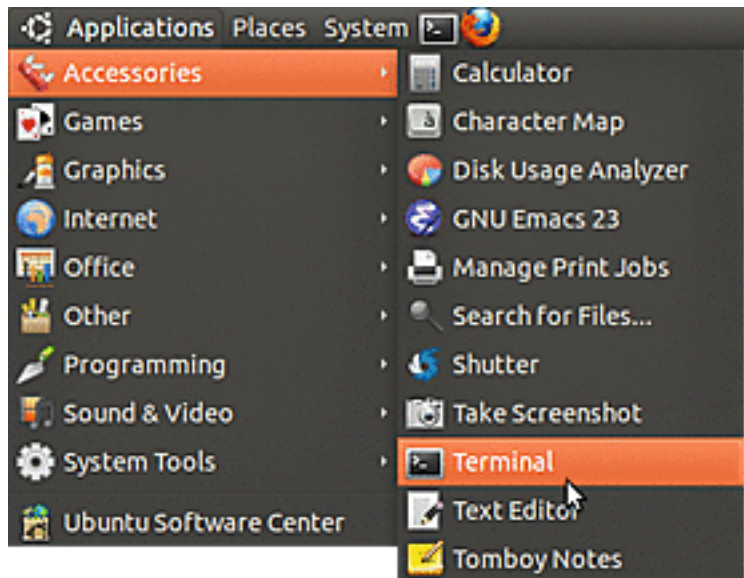 Applications Places System
Accessories
Games
Graphics
Internet
Office
Other
Programming
Sound & Video
System Tools
Ubuntu Software Center
Calculator
Character Map
Disk Usage Analyzer
GNU Emacs 23
Manage Print Jobs
Search for Files...
Shutter
Take Screenshot
Terminal
Text Editor
Tomboy Notes